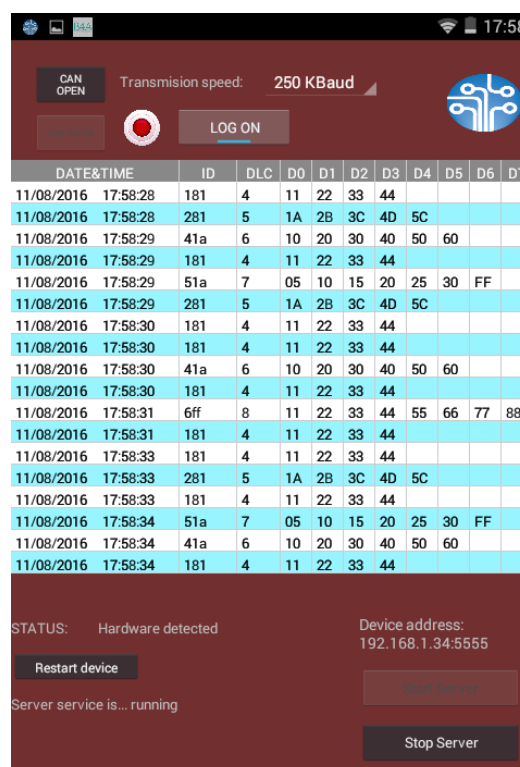 B4A 17:58
CAN OPEN
Transmision speed: 250 KBaud
LOG ON
DATE&TIME ID DLC D0 D1 D2 D3 D4 D5 D6 D7
11/08/2016 17:58:28 181 4 11 22 33 44
11/08/2016 17:58:28 281 5 1A 2B 3C 4D 5C
11/08/2016 17:58:29 41a 6 10 20 30 40 50 60
11/08/2016 17:58:29 181 4 11 22 33 44
11/08/2016 17:58:29 51a 7 05 10 15 20 25 30 FF
11/08/2016 17:58:29 281 5 1A 2B 3C 4D 5C
11/08/2016 17:58:30 181 4 11 22 33 44
11/08/2016 17:58:30 181 4 11 22 33 44
11/08/2016 17:58:30 41a 6 10 20 30 40 50 60
11/08/2016 17:58:30 181 4 11 22 33 44
11/08/2016 17:58:31 6ff 8 11 22 33 44 55 66 77 88
11/08/2016 17:58:31 181 4 11 22 33 44
11/08/2016 17:58:33 181 4 11 22 33 44
11/08/2016 17:58:33 281 5 1A 2B 3C 4D 5C
11/08/2016 17:58:33 181 4 11 22 33 44
11/08/2016 17:58:34 51a 7 05 10 15 20 25 30 FF
11/08/2016 17:58:34 41a 6 10 20 30 40 50 60
11/08/2016 17:58:34 181 4 11 22 33 44
STATUS: Hardware detected
Device address:
192.168.1.34:5555
Restart device
Start Server
Server service is... running
Stop Server